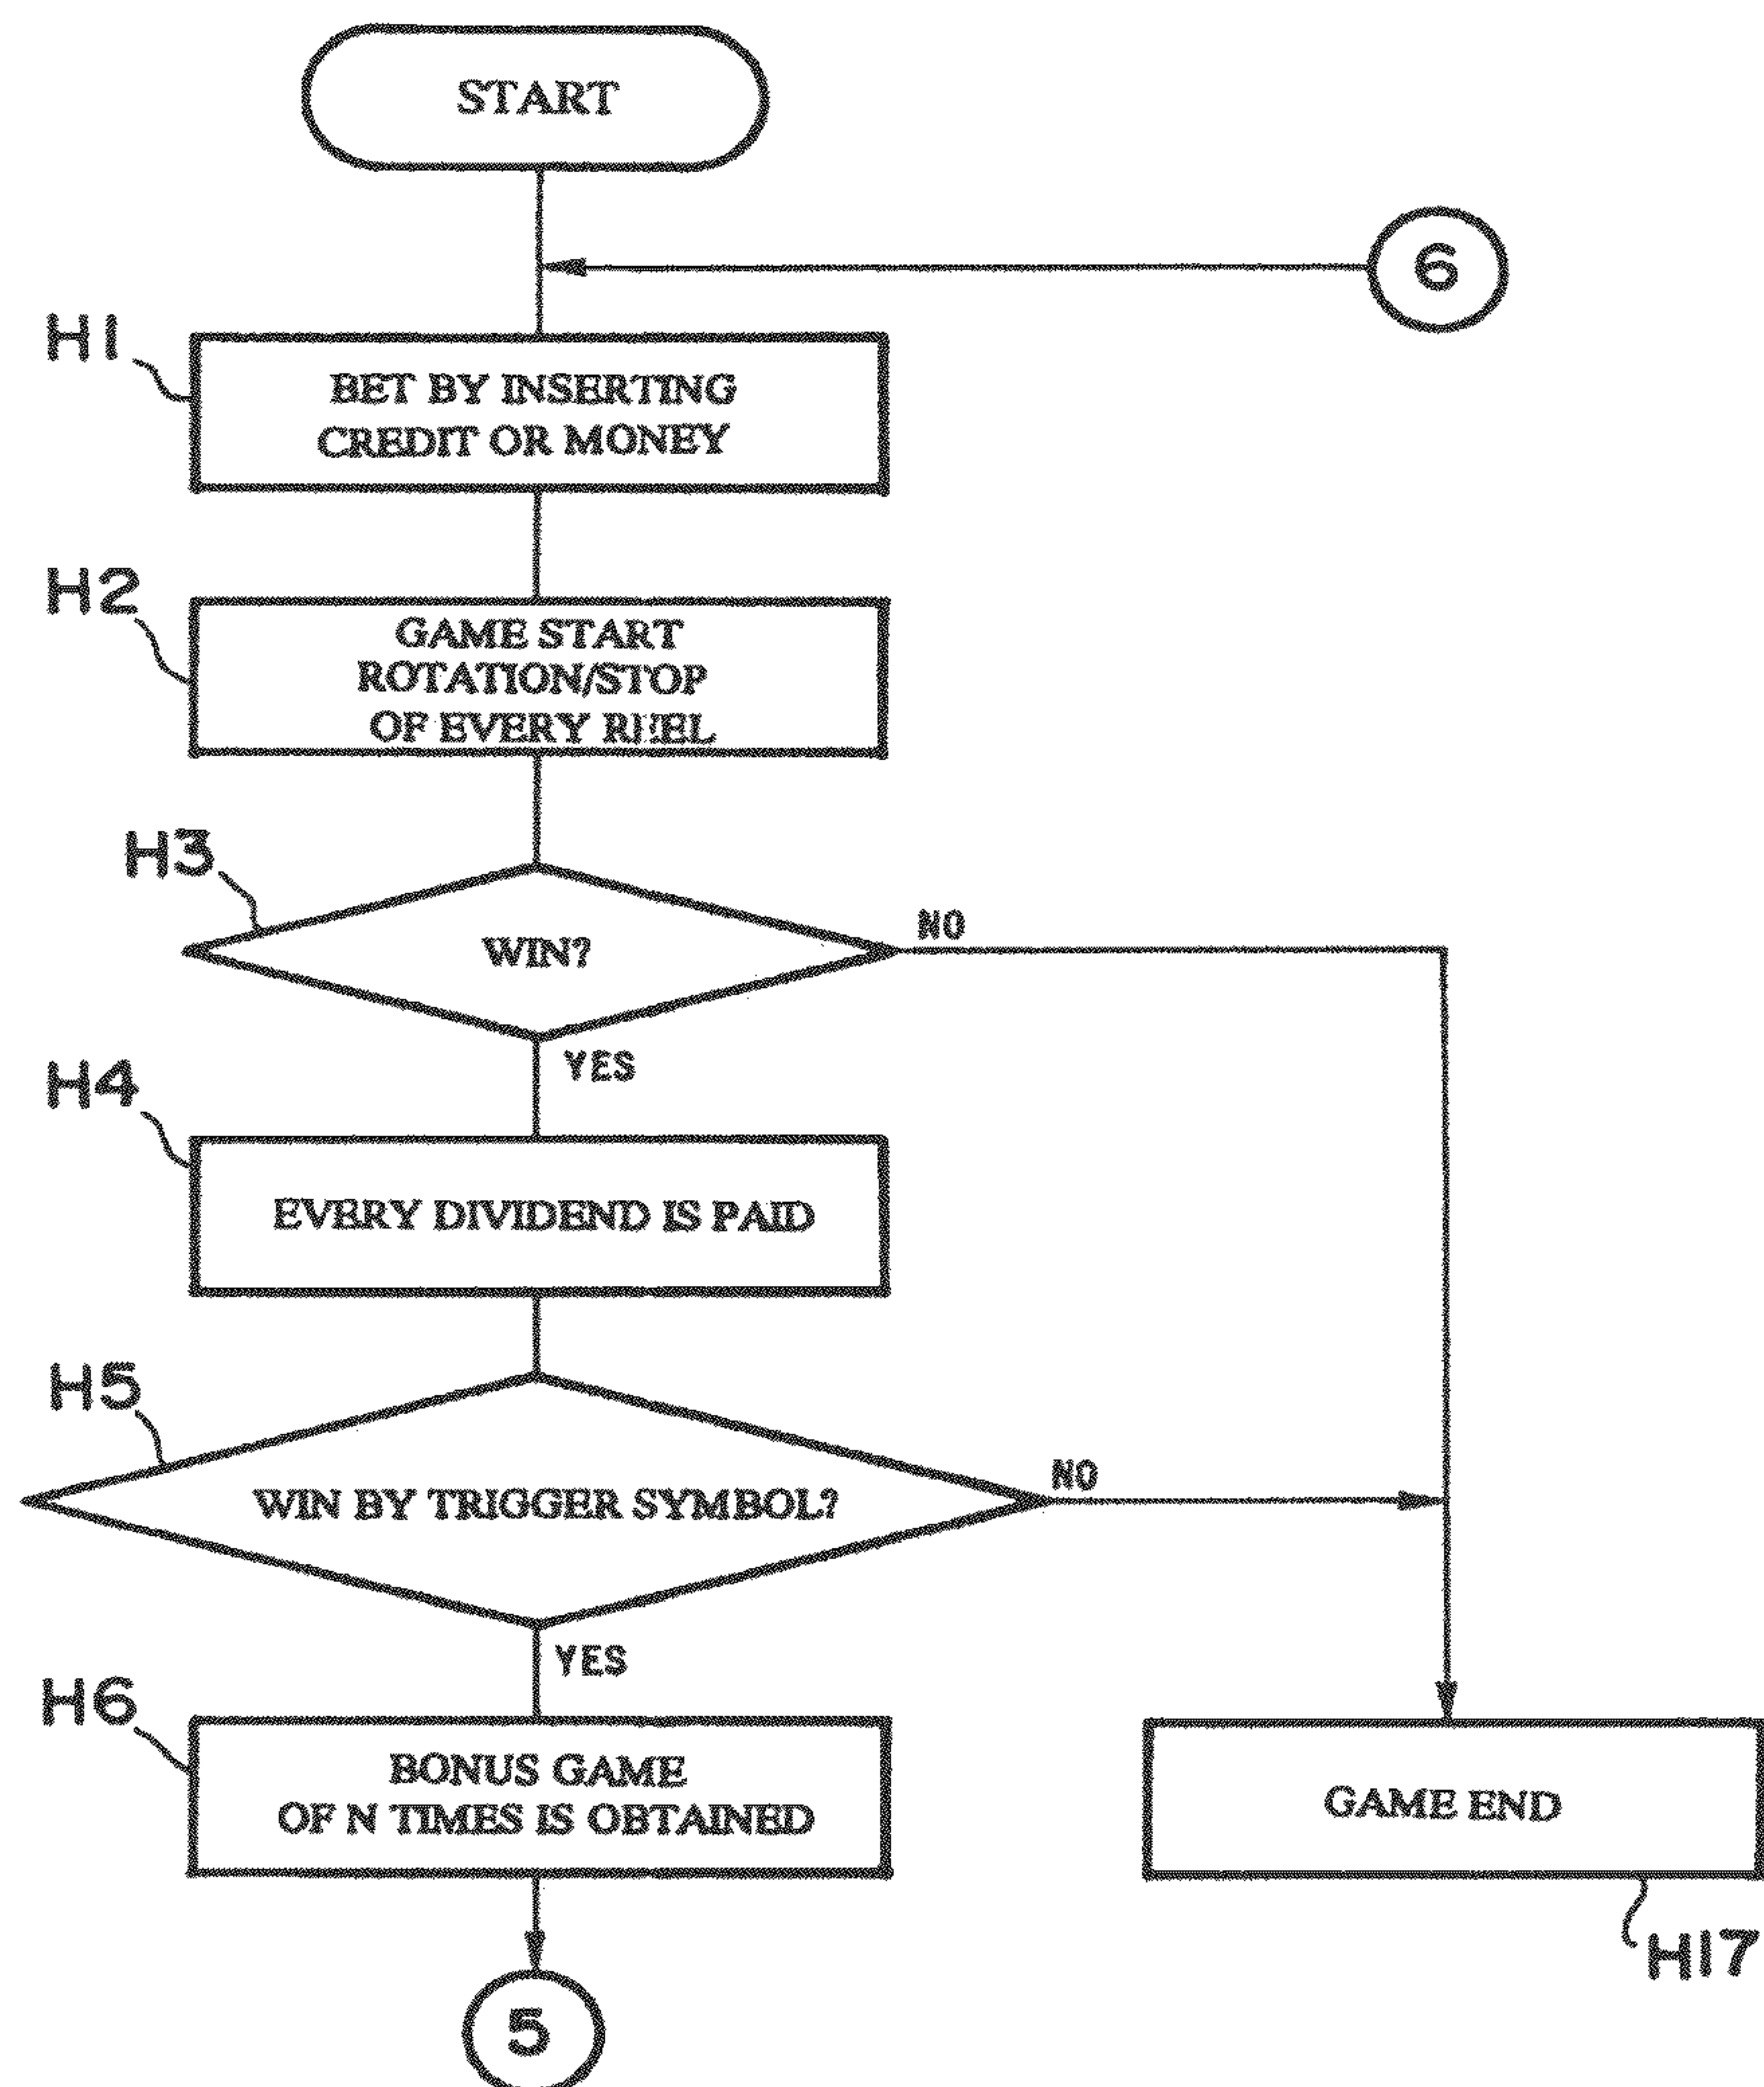 START
6
H1
BET BY INSERTING
CREDIT OR MONEY
H2
GAME START
ROTATION/STOP
OF EVERY REEL
H3
WIN?
NO
YES
H4
EVERY DIVIDEND IS PAID
H5
WIN BY TRIGGER SYMBOL?
NO
YES
H6
BONUS GAME
OF N TIMES IS OBTAINED
GAME END
H17
5